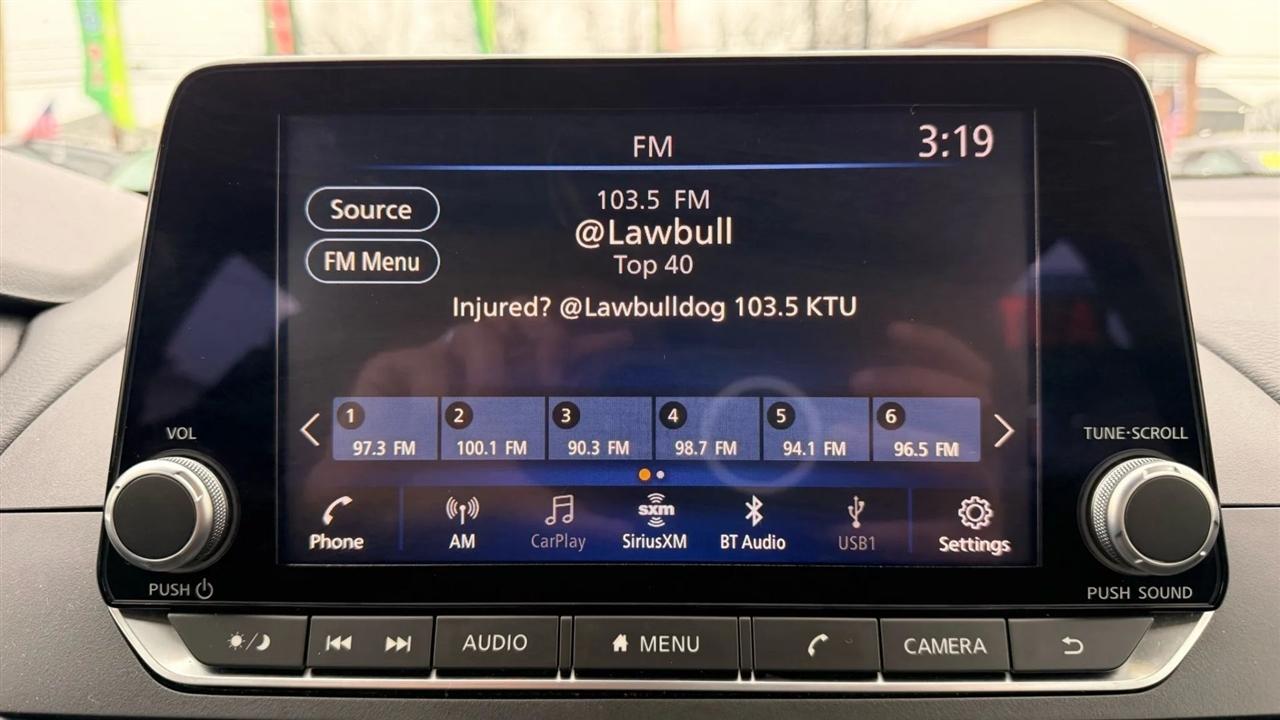 FM
3:19
Source
103.5 FM
@Lawbull
FM Menu
Top 40
Injured? @Lawbulldog 103.5 KTU
1 2 3 4 5 6
97.3 FM 100.1 FM 90.3 FM 98.7 FM 94.1 FM 96.5 FM
VOL
TUNE·SCROLL
sxm
Phone AM CarPlay SiriusXM BT Audio USB1 Settings
PUSH
PUSH SOUND
AUDIO MENU CAMERA